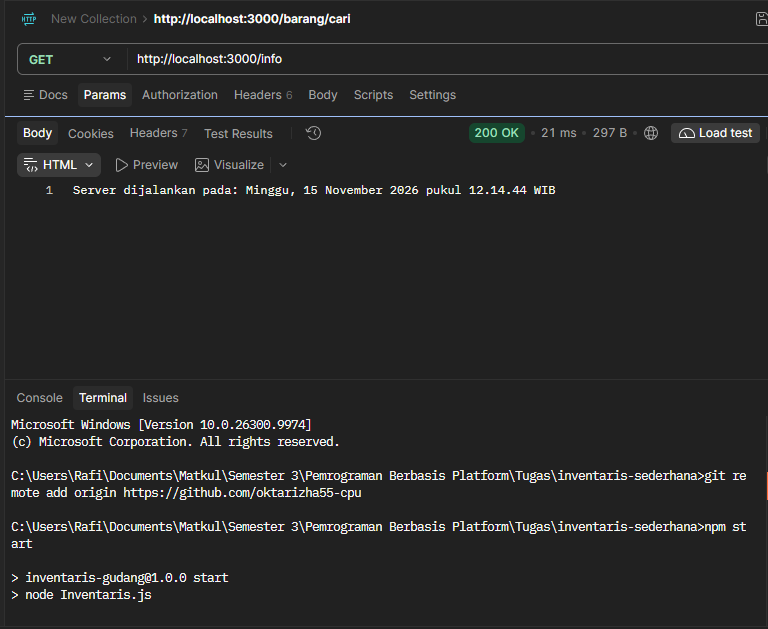 HTTP New Collection > http://localhost:3000/barang/cari
GET http://localhost:3000/info
Docs Params Authorization Headers 6 Body Scripts Settings
Body Cookies Headers 7 Test Results 200 OK • 21 ms • 297 B • Load test
HTML Preview Visualize
1 Server dijalankan pada: Minggu, 15 November 2026 pukul 12.14.44 WIB
Console Terminal Issues
Microsoft Windows [Version 10.0.26300.9974]
(c) Microsoft Corporation. All rights reserved.
C:\Users\Rafi\Documents\Matkul\Semester 3\Pemrograman Berbasis Platform\Tugas\inventaris-sederhana>git re
mote add origin https://github.com/oktarizha55-cpu
C:\Users\Rafi\Documents\Matkul\Semester 3\Pemrograman Berbasis Platform\Tugas\inventaris-sederhana>npm st
art
> inventaris-gudang@1.0.0 start
> node Inventaris.js